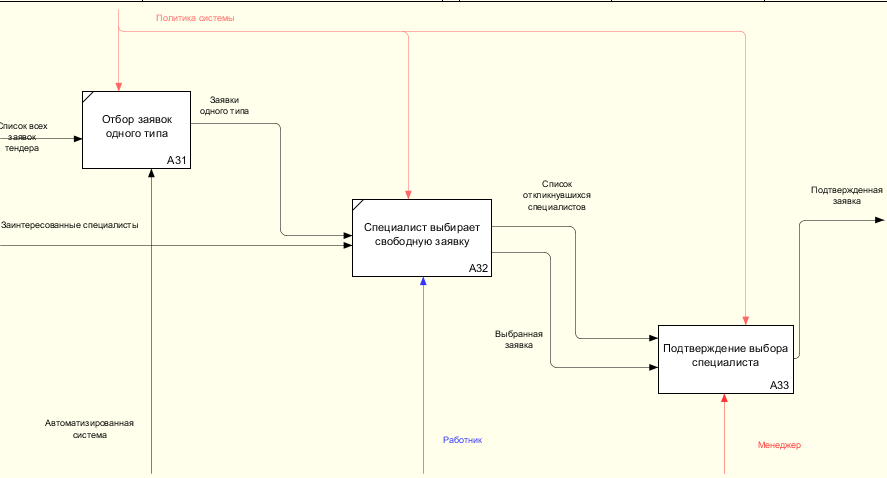 Политика системы
Заявки
одного типа
Отбор заявок
одного типа
A31
Список всех
заявок
тендера
Список
откликнувшихся
специалистов
Подтвержденная
заявка
Заинтересованные специалисты
Специалист выбирает
свободную заявку
A32
Выбранная
заявка
Подтверждение выбора
специалиста
A33
Автоматизированная
система
Работник
Менеджер